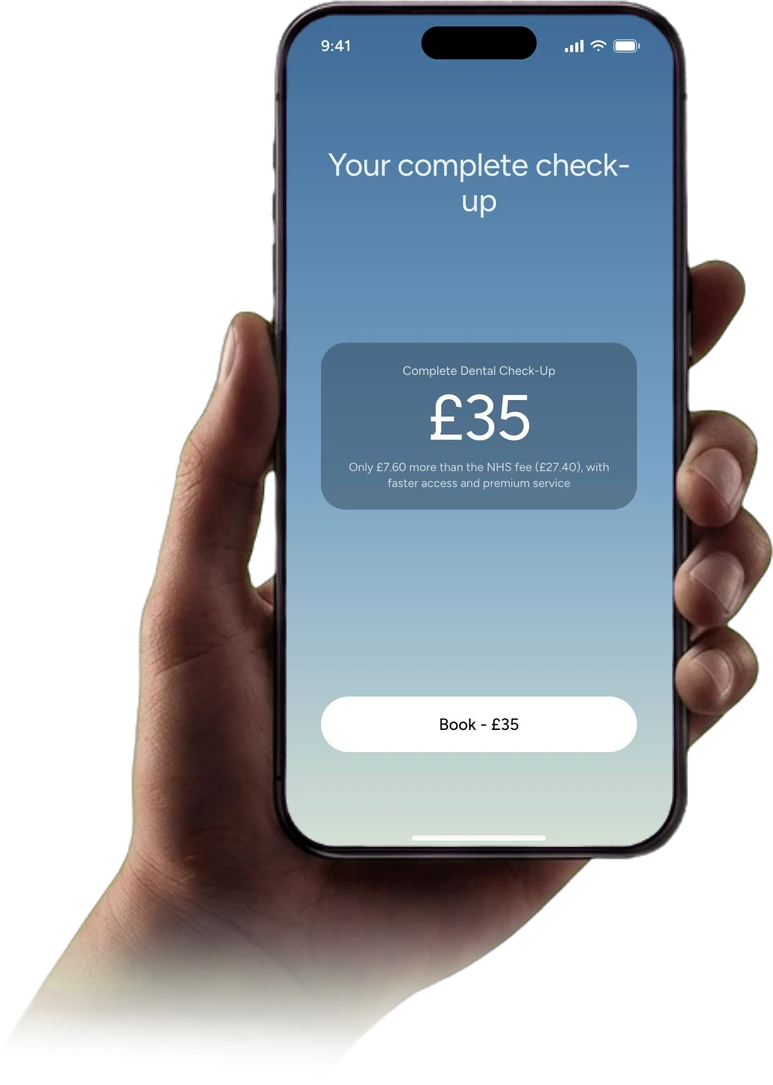 9:41
Your complete check-
up
Complete Dental Check-Up
£35
Only £7.60 more than the NHS fee (£27.40), with
faster access and premium service
Book - £35